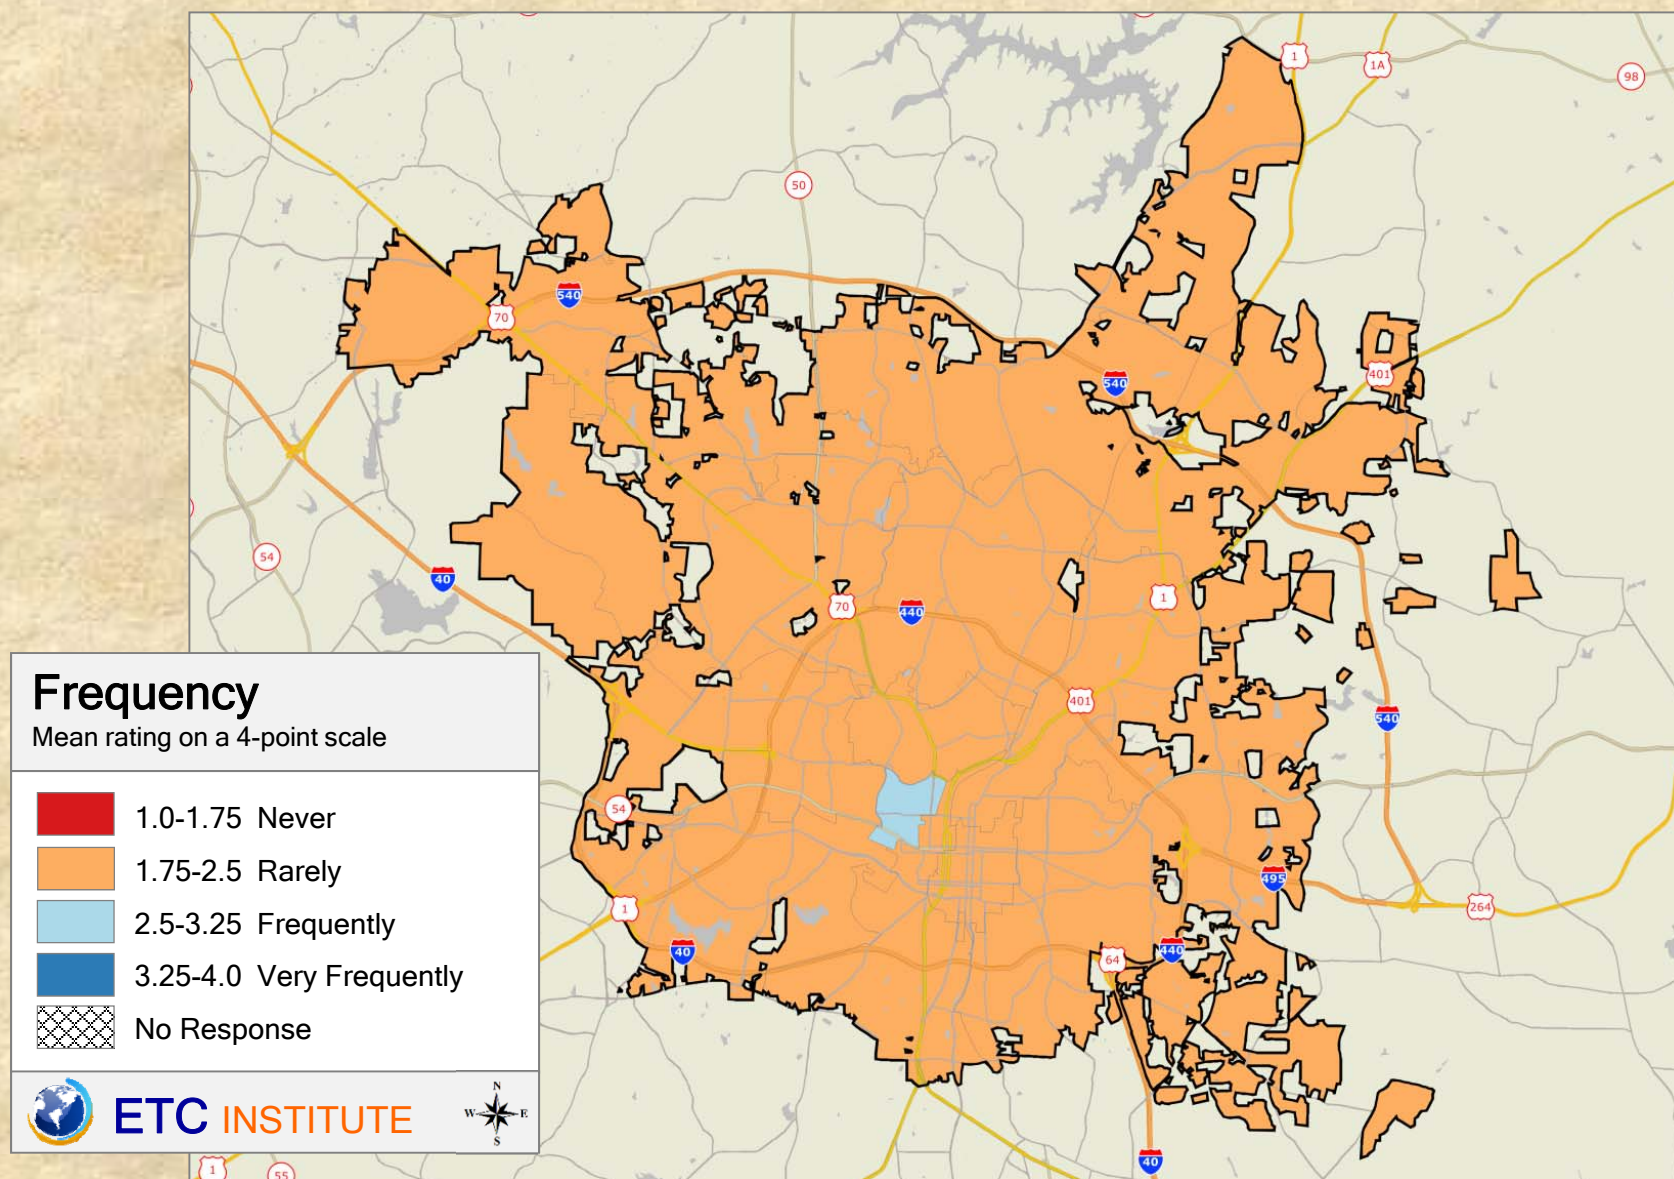 1
1A
98
50
540
70
401
540
54
40
70
440
1
401
540
Frequency
Mean rating on a 4-point scale
1.0-1.75 Never
54
1.75-2.5 Rarely
495
2.5-3.25 Frequently
1
264
40
440
64
3.25-4.0 Very Frequently
No Response
N
W E
S
ETC INSTITUTE
40
1
55